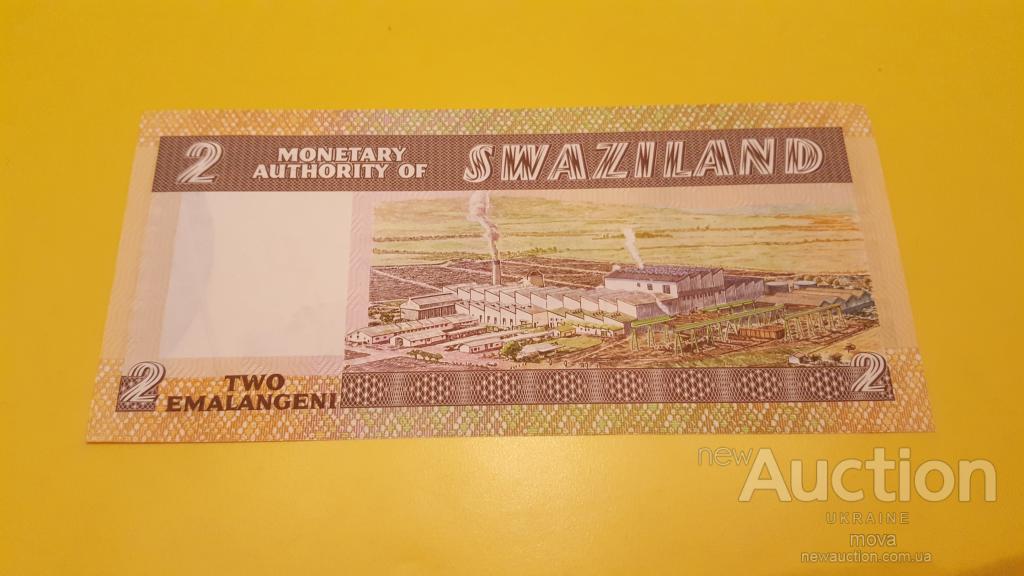 2
MONETARY
AUTHORITY OF
SWAZILAND
2
TWO
EMALANGENI
2
new Auction
UKRAINE
mova
newauction.com.ua